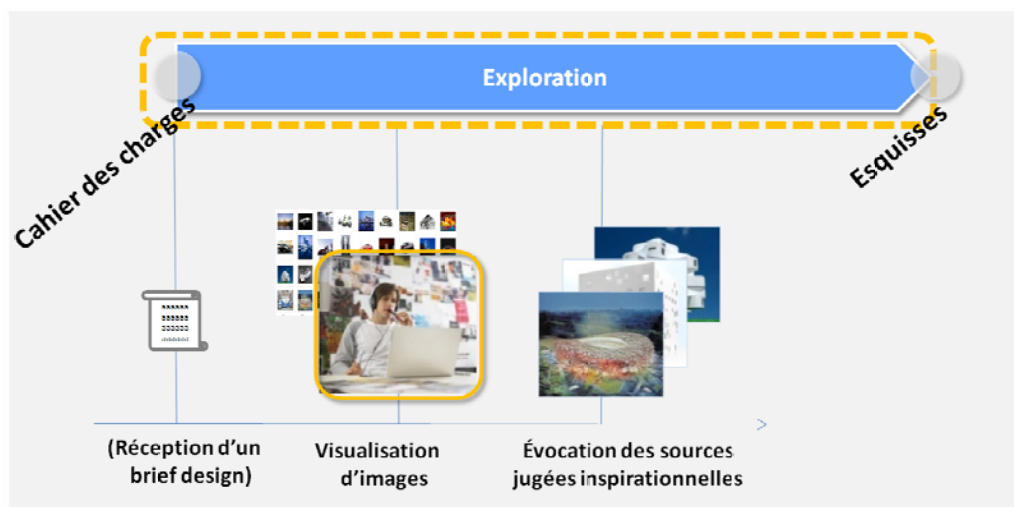 Exploration
Cahier des charges
Esquisses
(Réception d'un
brief design)
Visualisation
d'images
Évocation des sources
jugées inspirationnelles